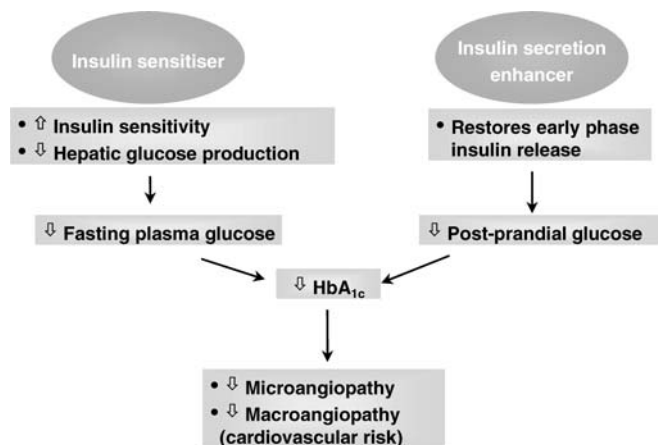 Insulin sensitiser
Insulin secretion
enhancer
• ⇧ Insulin sensitivity
• ⇩ Hepatic glucose production
• Restores early phase
insulin release
⇩ Fasting plasma glucose
⇩ Post-prandial glucose
⇩ HbA1c
• ⇩ Microangiopathy
• ⇩ Macroangiopathy
(cardiovascular risk)